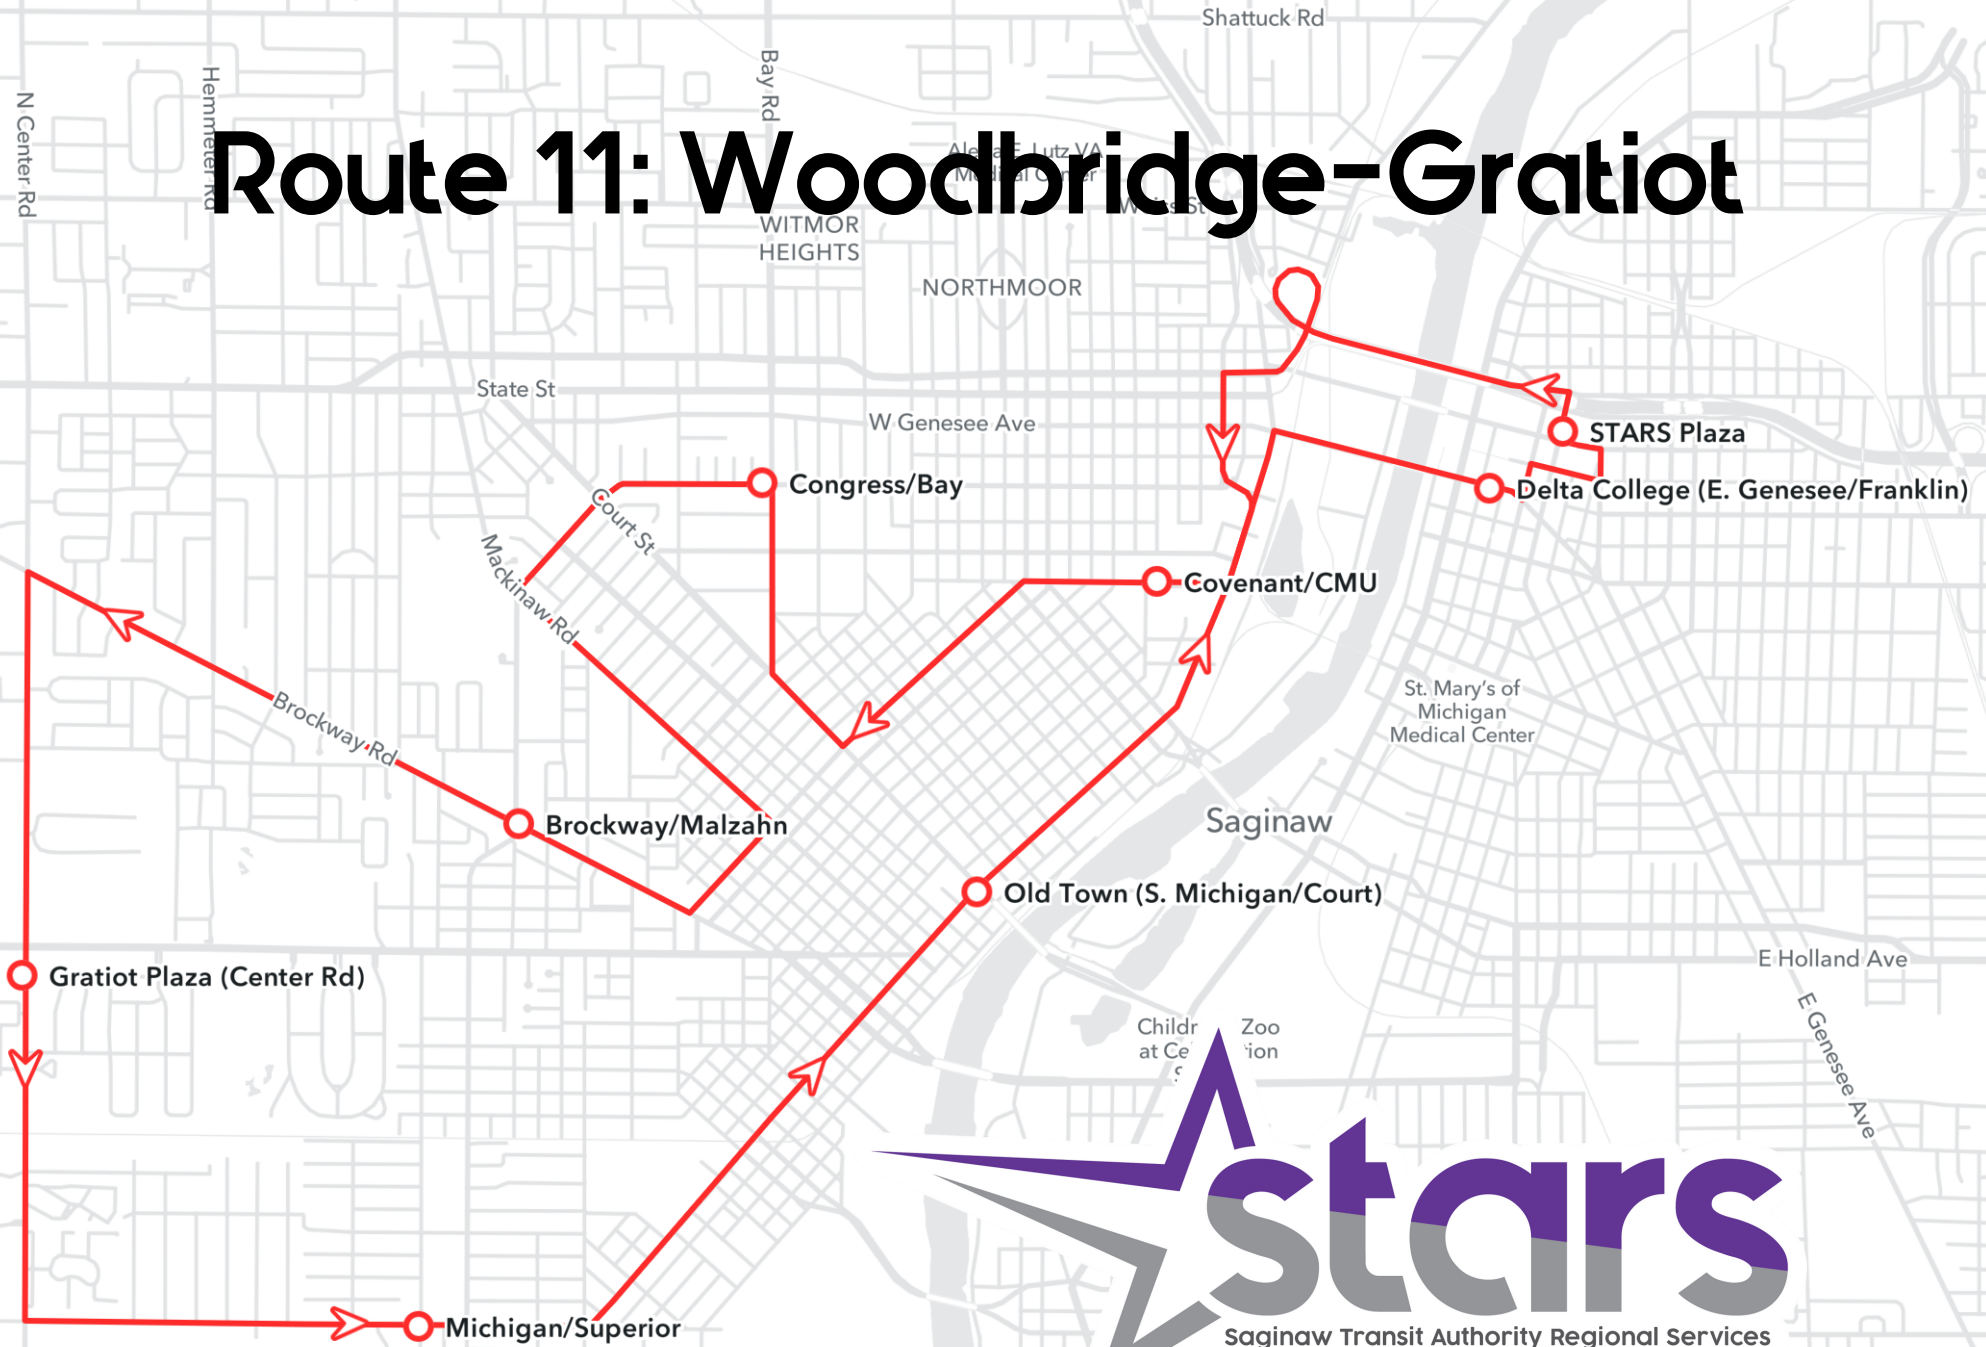 Shattuck Rd
Bay Rd
Hemmeter Rd
N Center Rd
Route 11: Woodbridge-Gratiot
Medical Center
WITMOR
HEIGHTS
NORTHMOOR
State St
W Genesee Ave
STARS Plaza
Congress/Bay
Delta College (E. Genesee/Franklin)
Court St
Mackinaw Rd
Covenant/CMU
St. Mary's of
Michigan
Medical Center
Brockway Rd
Brockway/Malzahn
Saginaw
Old Town (S. Michigan/Court)
E Holland Ave
Gratiot Plaza (Center Rd)
Zoo
at
E Genesee Ave
stars
Michigan/Superior
Saginaw Transit Authority Regional Services